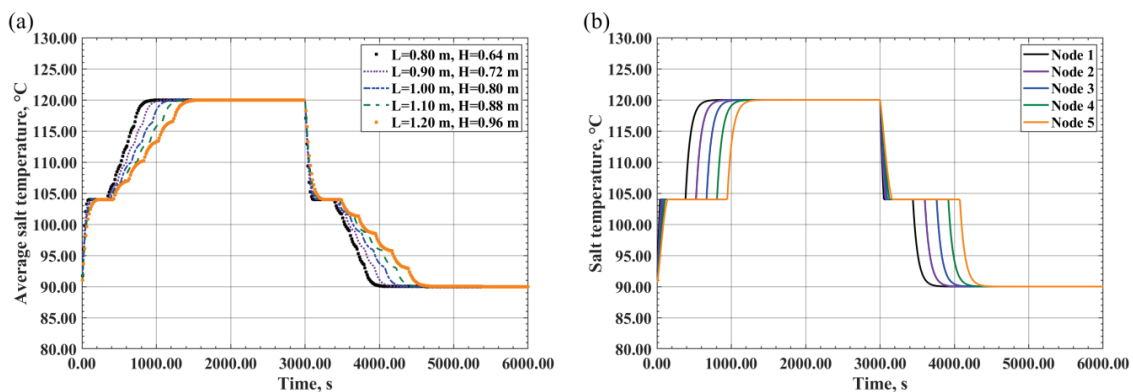 (a)
130.00
125.00
120.00
115.00
110.00
105.00
100.00
95.00
90.00
85.00
80.00
Average salt temperature, °C
L=0.80 m, H=0.64 m
L=0.90 m, H=0.72 m
L=1.00 m, H=0.80 m
L=1.10 m, H=0.88 m
L=1.20 m, H=0.96 m
0.00 1000.00 2000.00 3000.00 4000.00 5000.00 6000.00
Time, s
(b)
130.00
125.00
120.00
115.00
110.00
105.00
100.00
95.00
90.00
85.00
80.00
Salt temperature, °C
Node 1
Node 2
Node 3
Node 4
Node 5
0.00 1000.00 2000.00 3000.00 4000.00 5000.00 6000.00
Time, s